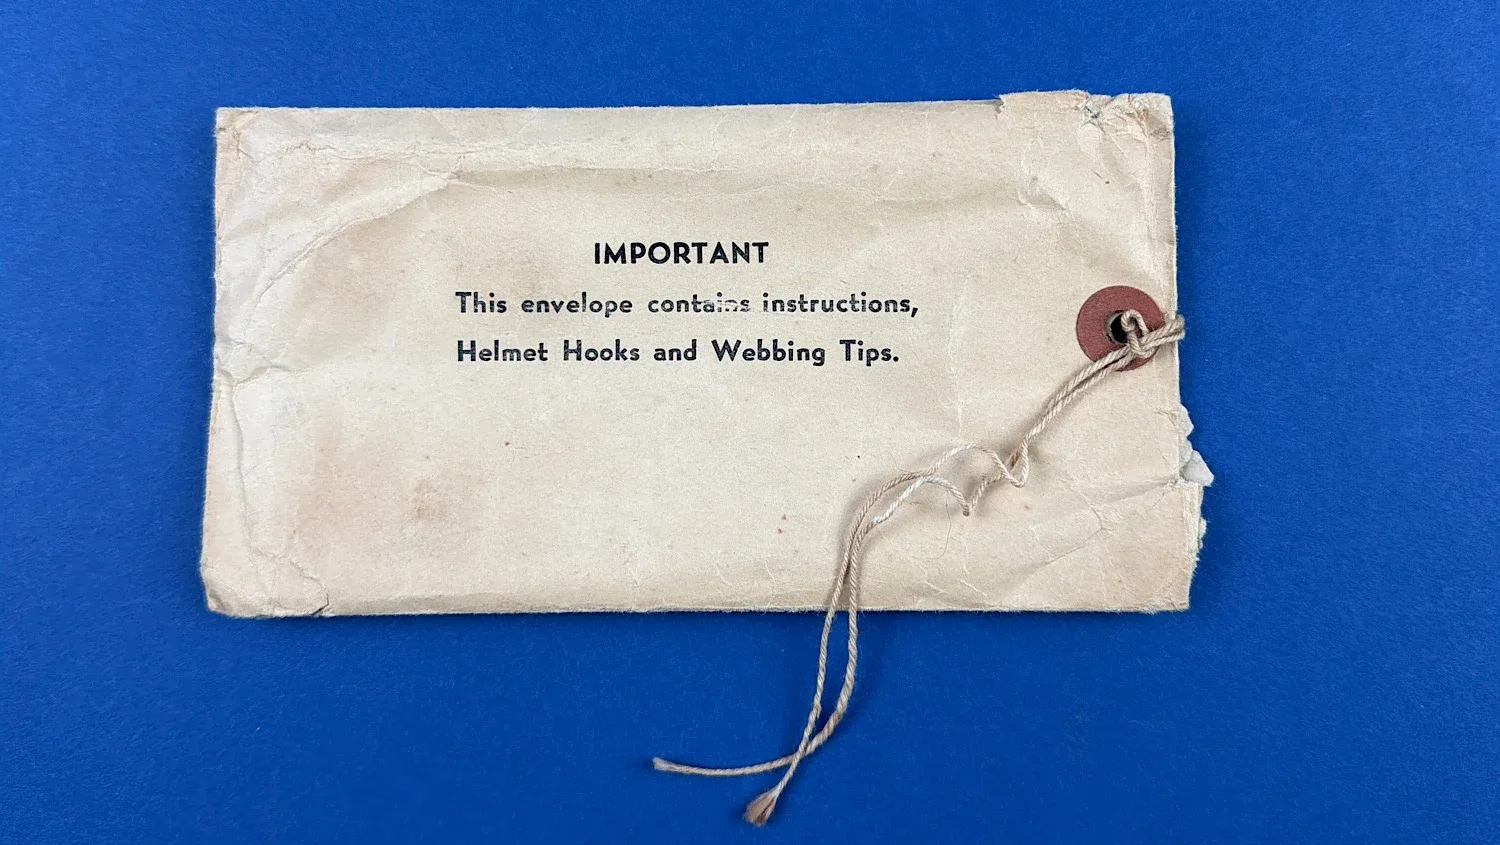 IMPORTANT
This envelope contains instructions,
Helmet Hooks and Webbing Tips.